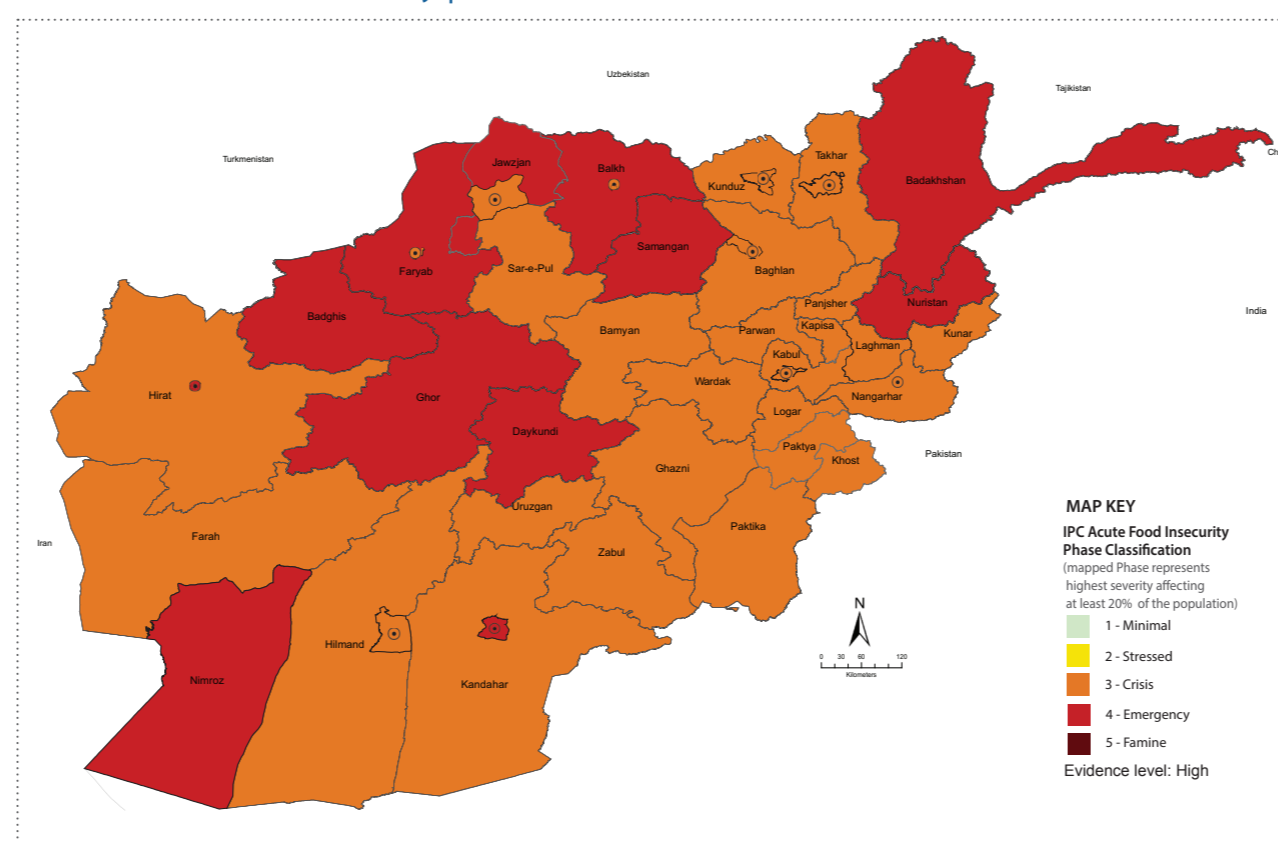 Uzbekistan
Tajikistan
Turkmenistan
Jawzjan
Balkh
Takhar
Kunduz
Badakhshan
Samangan
Faryab
Sar-e-Pul
Baghlan
Nuristan
Panjsher
Badghis
Bamyan
Parwan
Kapisa
Kunar
Laghman
India
Kabul
Hirat
Wardak
Nangarhar
Ghor
Logar
Daykundi
Paktya
Khost
Pakistan
Ghazni
Uruzgan
Paktika
Farah
Iran
Zabul
Hilmand
Nimroz
Kandahar
N
0 30 60 120
Kilometers
MAP KEY
IPC Acute Food Insecurity
Phase Classification
(mapped Phase represents
highest severity affecting
at least 20% of the population)
1 - Minimal
2 - Stressed
3 - Crisis
4 - Emergency
5 - Famine
Evidence level: High